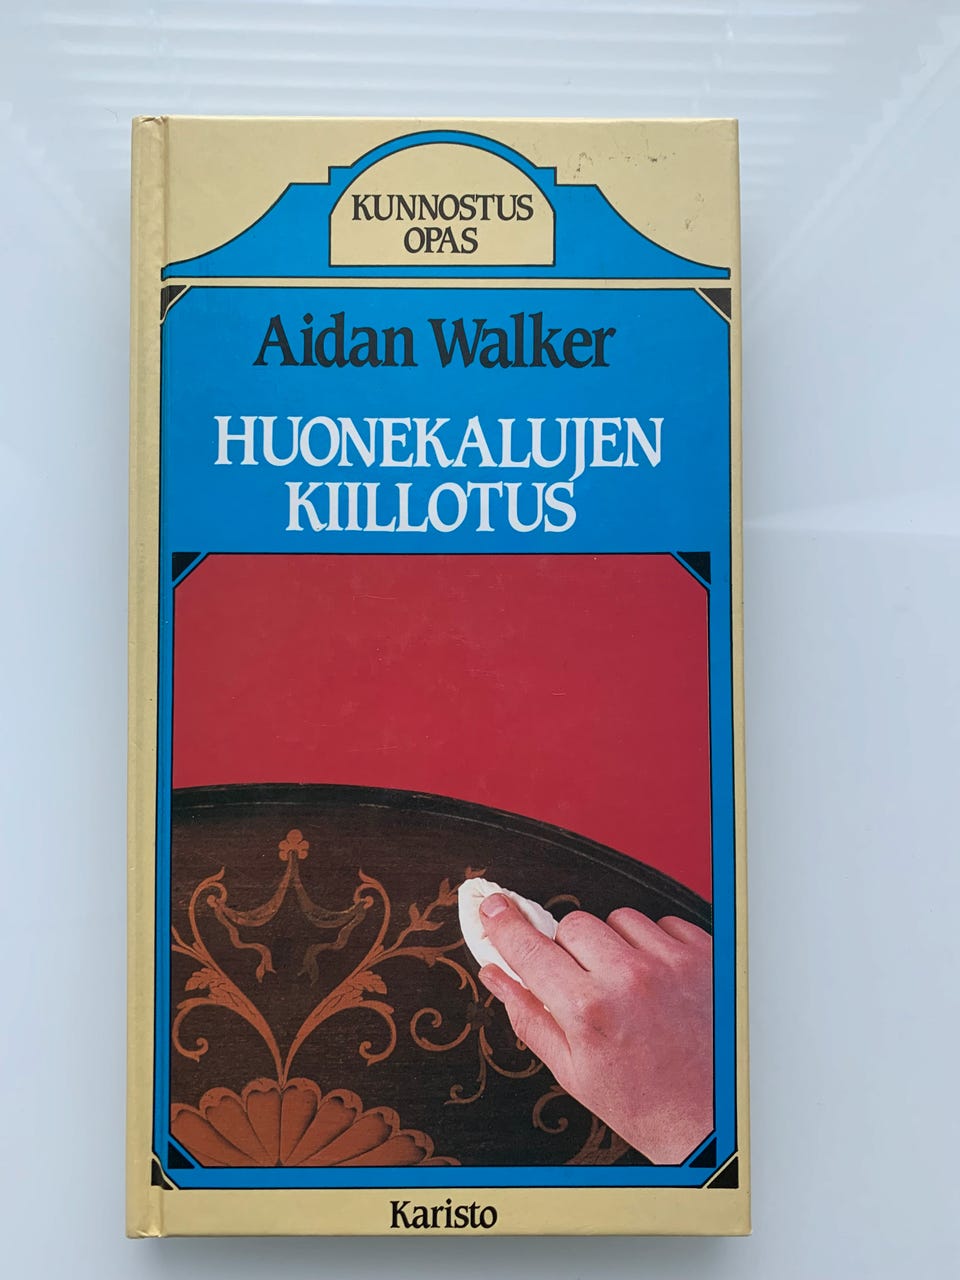 KUNNOSTUS
OPAS
Aidan Walker
HUONEKALUJEN
KIILLOTUS
Karisto